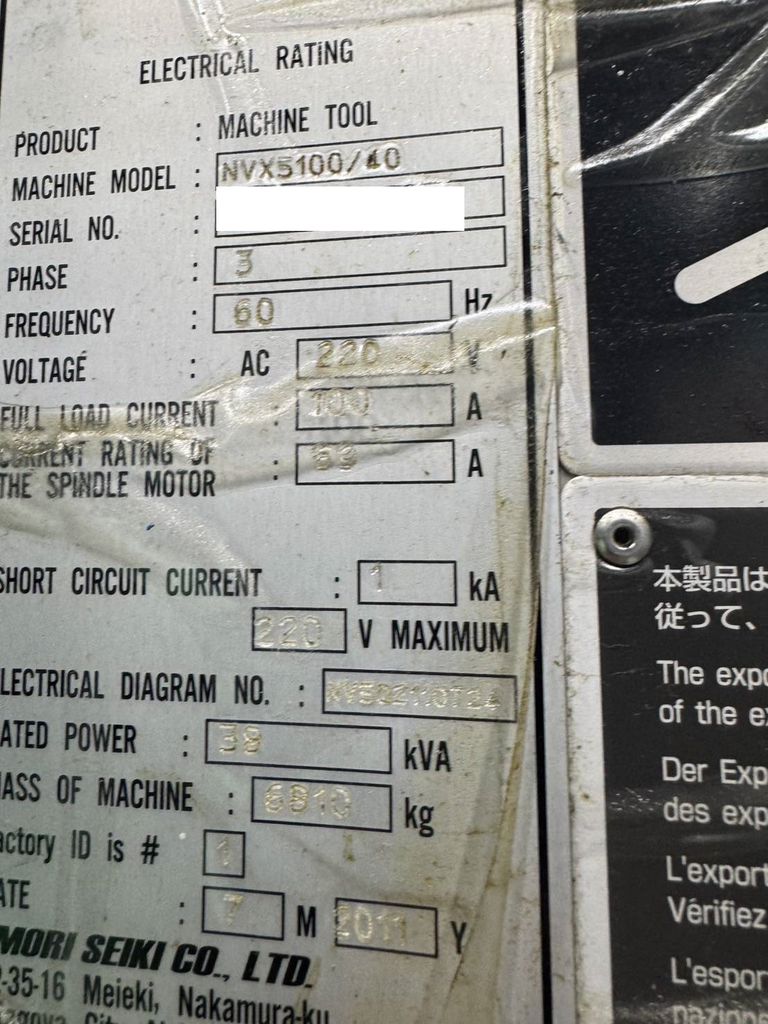 ELECTRICAL RATING
PRODUCT : MACHINE TOOL
MACHINE MODEL : NVX5100/40
SERIAL NO. :
PHASE : 3
FREQUENCY : 60 Hz
VOLTAGE : AC 220 V
FULL LOAD CURRENT : 100 A
CURRENT RATING OF
THE SPINDLE MOTOR : A
SHORT CIRCUIT CURRENT : 1 kA
220 V MAXIMUM
LECTRICAL DIAGRAM NO. :
ATED POWER : kVA
MASS OF MACHINE : kg
actory ID is # 1
ATE : 7 M 2011 Y
MORI SEIKI CO., LTD.
2-35-16 Meieki, Nakamura-ku
本製品は
従って、
The expo
of the ex
Der Exp
des exp
L'export
Vérifiez
L'espor